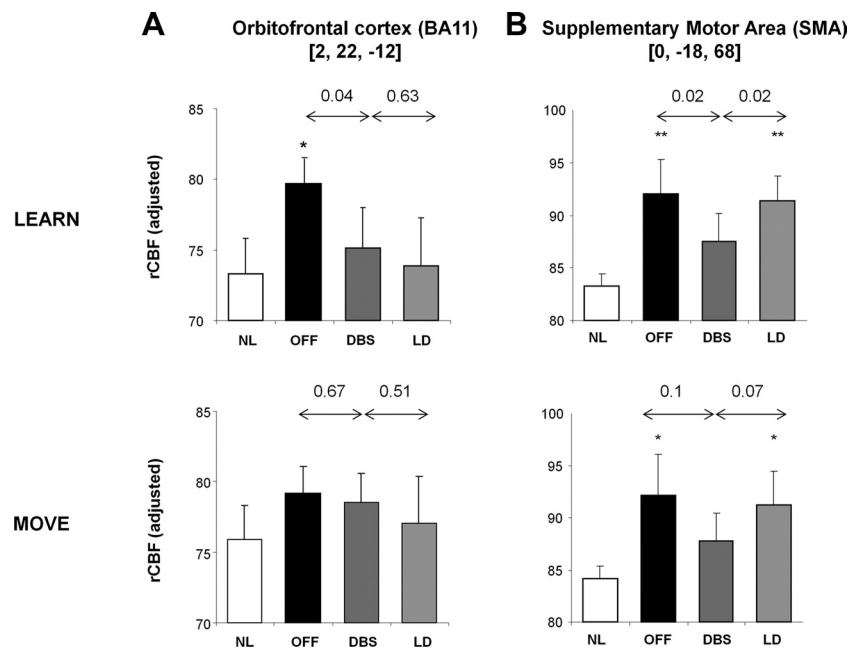 A
Orbitofrontal cortex (BA11)
[2, 22, -12]
B
Supplementary Motor Area (SMA)
[0, -18, 68]
LEARN
0.04 0.63
85
80
75
70
rCBF (adjusted)
*
NL OFF DBS LD
0.02 0.02
100
95
90
85
80
** **
NL OFF DBS LD
MOVE
0.67 0.51
85
80
75
70
rCBF (adjusted)
NL OFF DBS LD
0.1 0.07
100
95
90
85
80
* *
NL OFF DBS LD